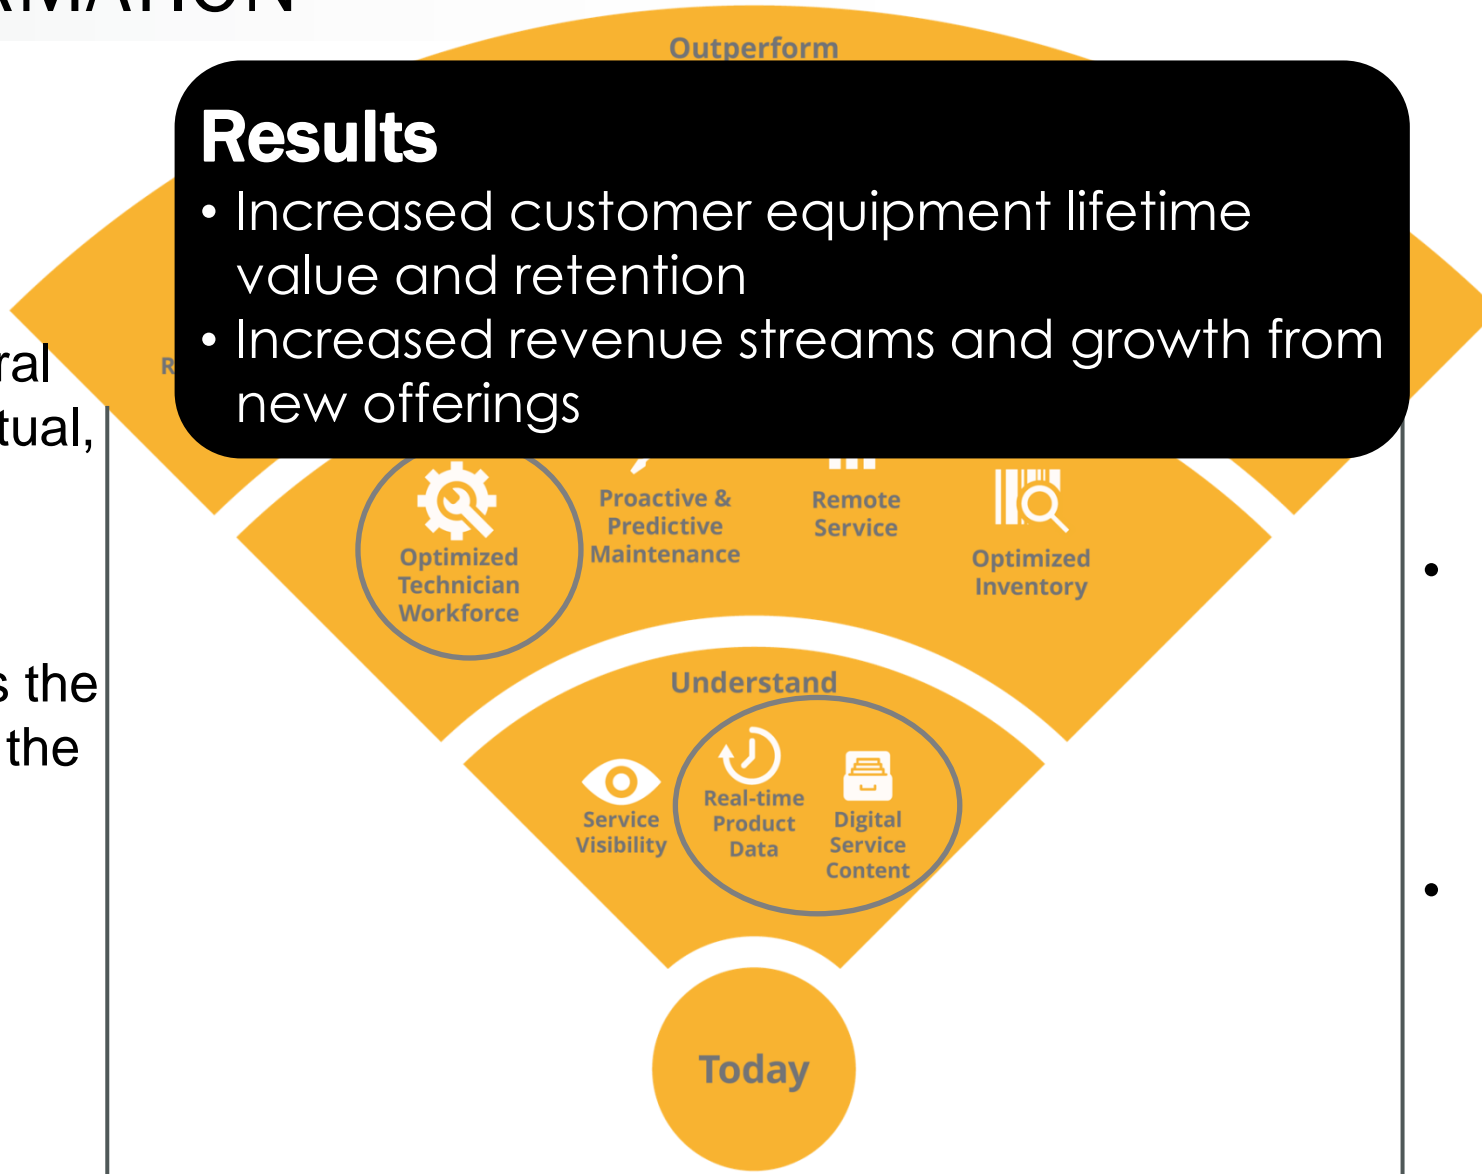 Outperform
Results
• Increased customer equipment lifetime
value and retention
• Increased revenue streams and growth from
new offerings
tual,
Optimized
Technician
Workforce
Proactive &
Predictive
Maintenance
Remote
Service
Optimized
Inventory
•
s the
the
Understand
Service
Visibility
Real-time
Product
Data
Digital
Service
Content
•
Today